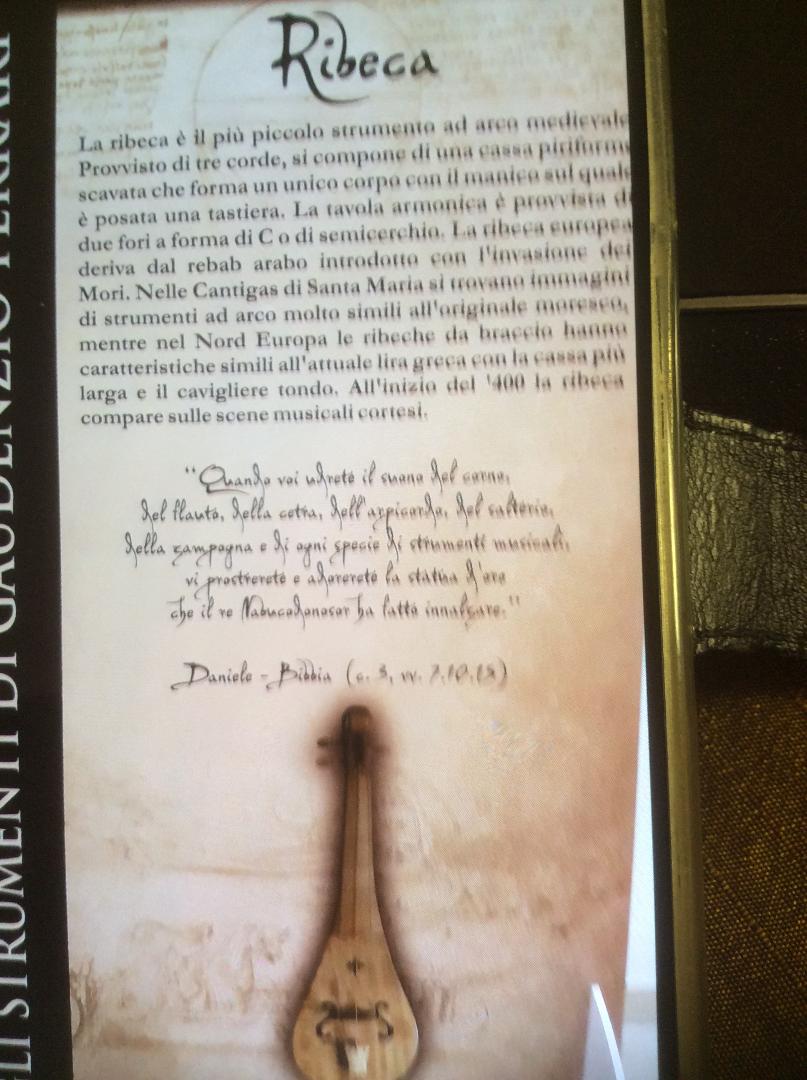 Ribeca
La ribeca è il più piccolo strumento ad arco medievale
Provvisto di tre corde, si compone di una cassa piriforme
scavata che forma un unico corpo con il manico sul quale
è posata una tastiera. La tavola armonica è provvista di
due fori a forma di C o di semicerchio. La ribeca europea
deriva dal rebab arabo introdotto con l'invasione dei
Mori. Nelle Cantigas di Santa Maria si trovano immagini
di strumenti ad arco molto simili all'originale moresco,
mentre nel Nord Europa le ribeche da braccio hanno
caratteristiche simili all'attuale lira greca con la cassa più
larga e il cavigliere tondo. All'inizio del '400 la ribeca
compare sulle scene musicali cortesi.
"Quando voi udrete il suono del corno,
del flauto, della cetra, dell'arpicordo, del salterio,
della zampogna e di ogni specie di strumenti musicali,
vi prostrerete e adorerete la statua d'oro
che il re Nabucodonosor ha fatto innalzare."
Daniele - Bibbia (c. 3, vv. 7.10.15)
GLI STRUMENTI DI GAUDENZIO FERRARI